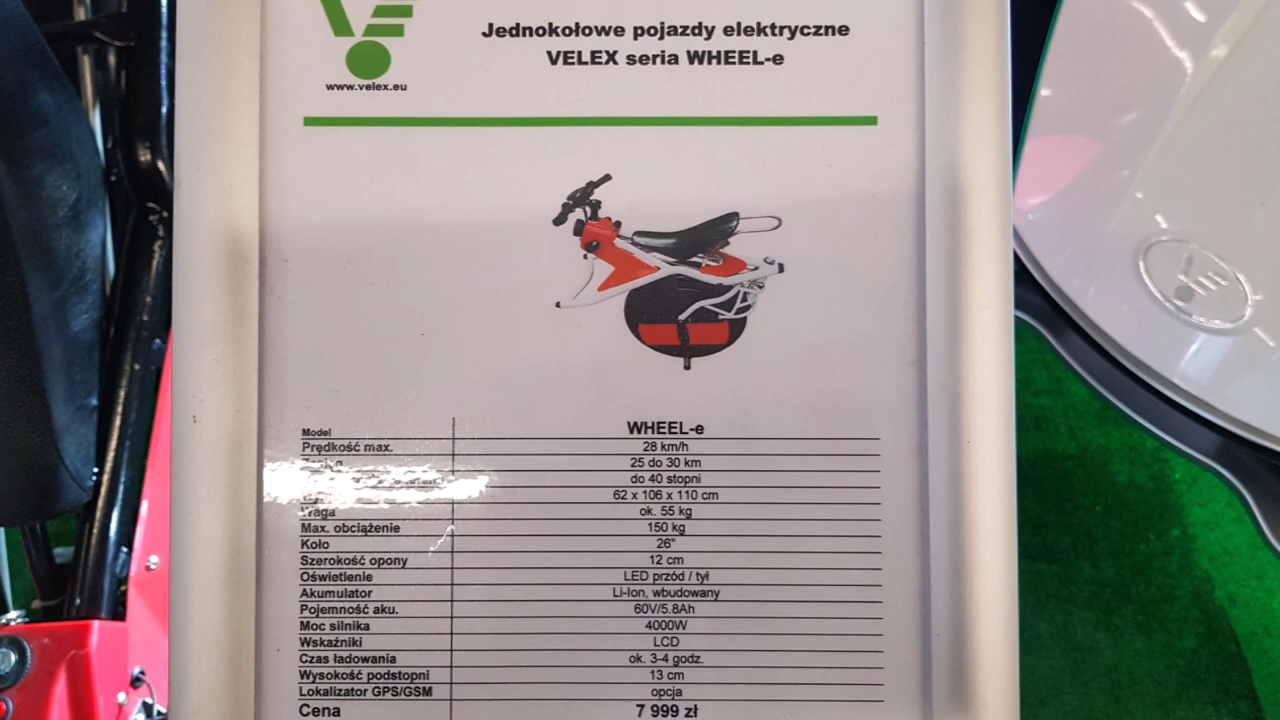 Jednokołowe pojazdy elektryczne
VELEX seria WHEEL-e
www.velex.eu
Model WHEEL-e
Prędkość max. 28 km/h
25 do 30 km
do 40 stopni
62 x 106 x 110 cm
Waga ok. 55 kg
Max. obciążenie 150 kg
Koło 26"
Szerokość opony 12 cm
Oświetlenie LED przód / tył
Akumulator Li-Ion, wbudowany
Pojemność aku. 60V/5.8Ah
Moc silnika 4000W
Wskaźniki LCD
Czas ładowania ok. 3-4 godz.
Wysokość podstopni 13 cm
Lokalizator GPS/GSM opcja
Cena 7 999 zł